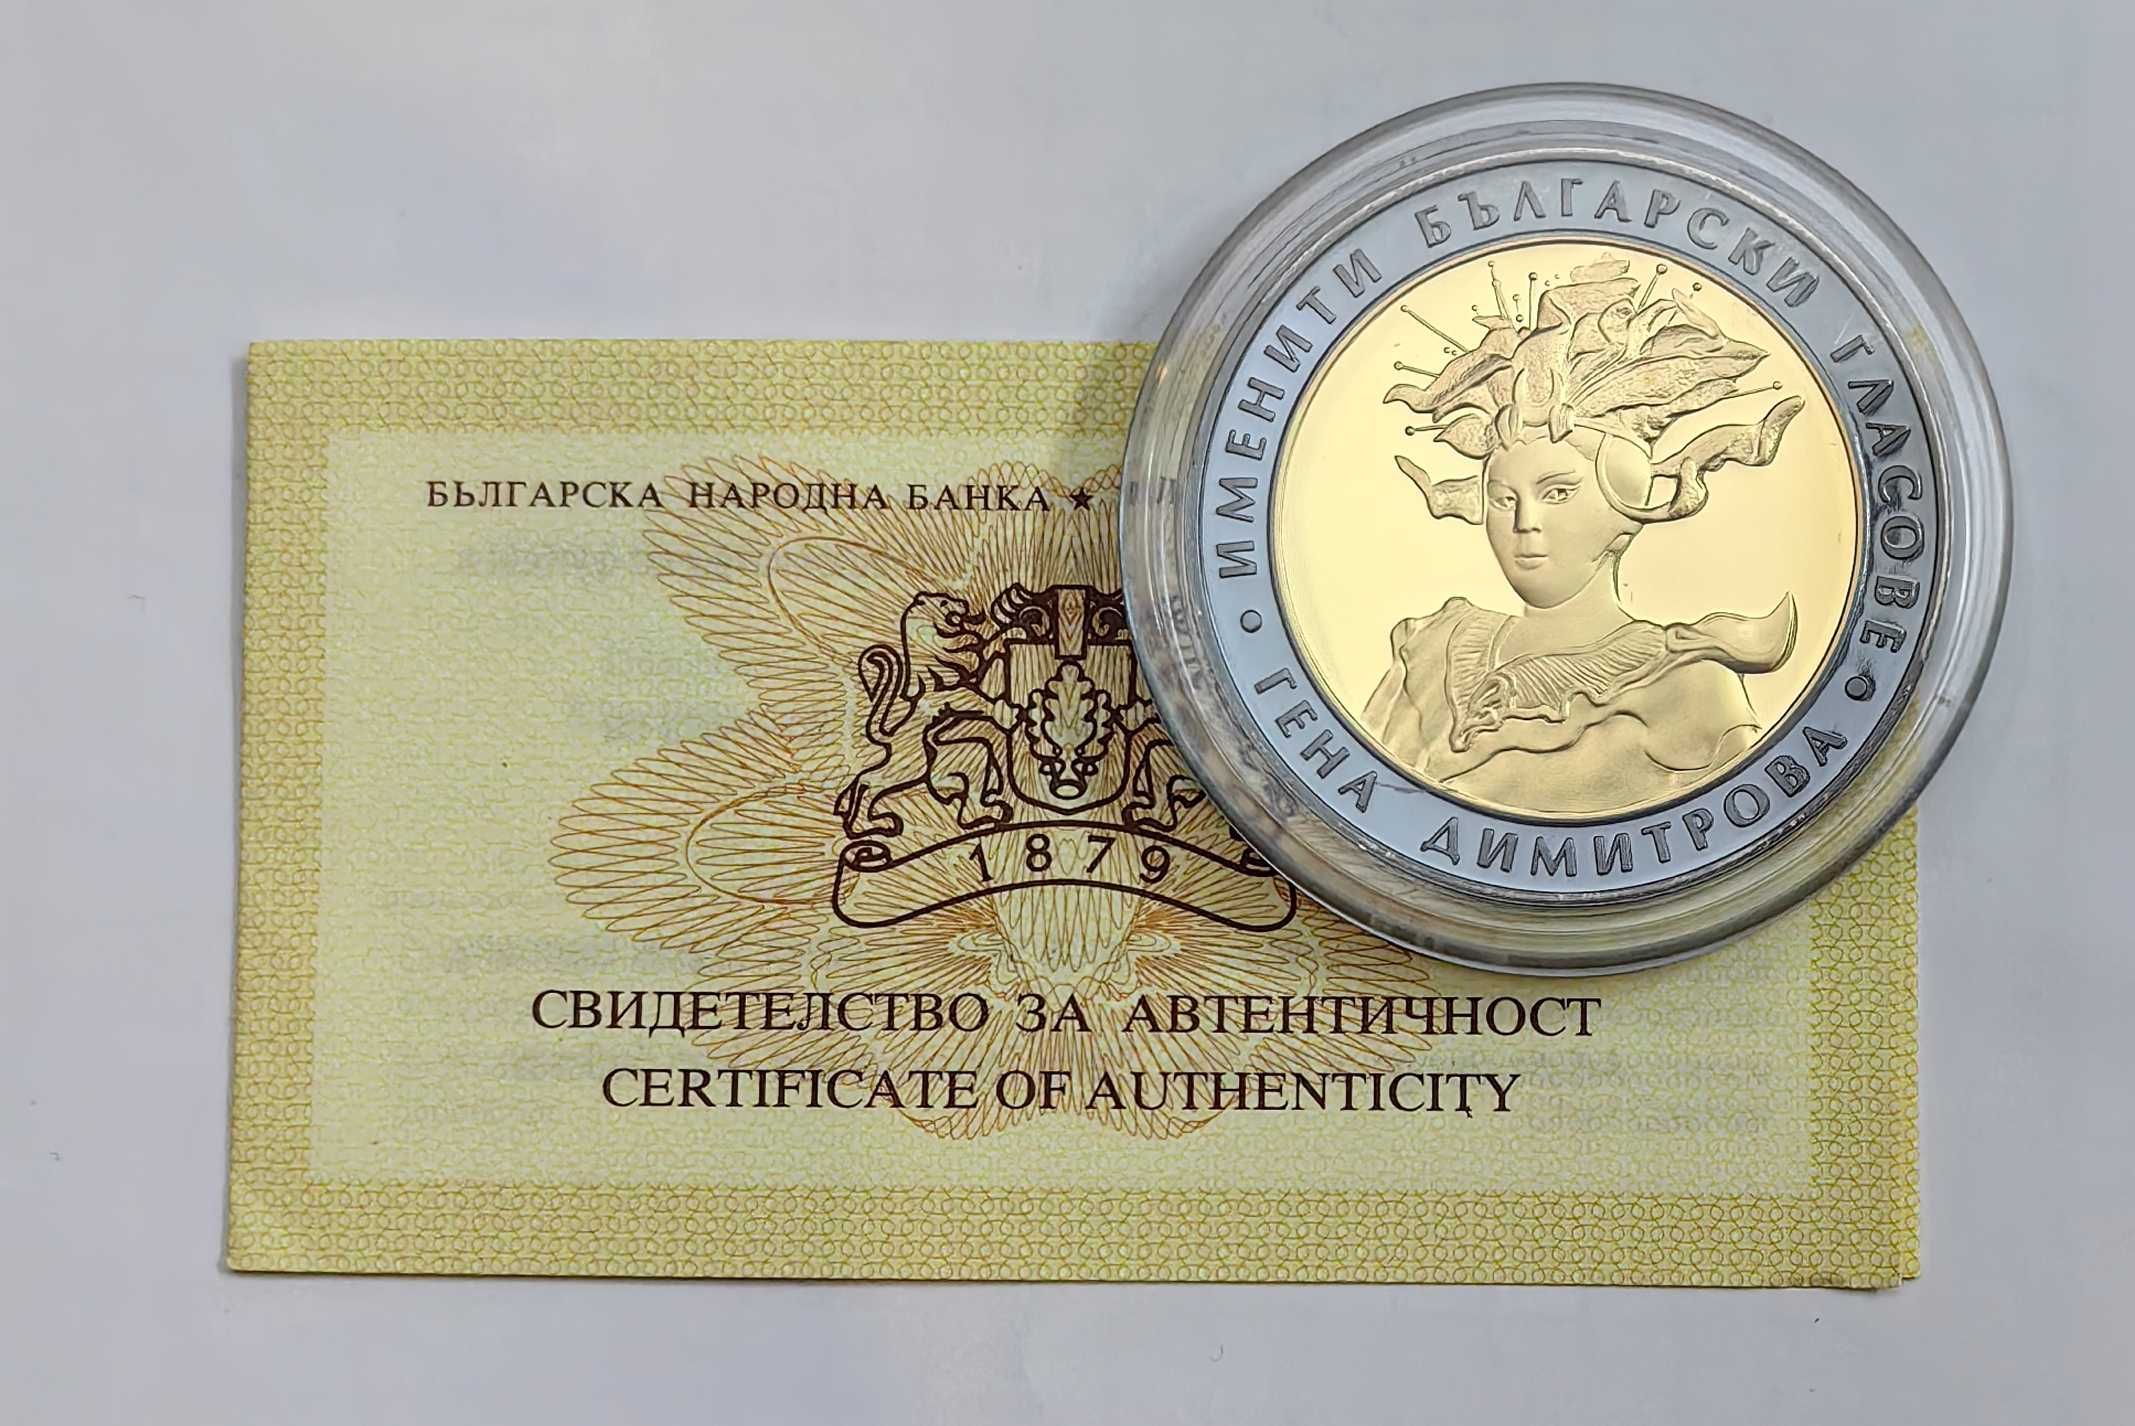 БЪЛГАРСКА НАРОДНА БАНКА ★
1879
СВИДЕТЕЛСТВО ЗА АВТЕНТИЧНОСТ
CERTIFICATE OF AUTHENTICITY
• ИМЕНИТИ БЪЛГАРСКИ ГЛАСОВЕ •
ГЕНА ДИМИТРОВА